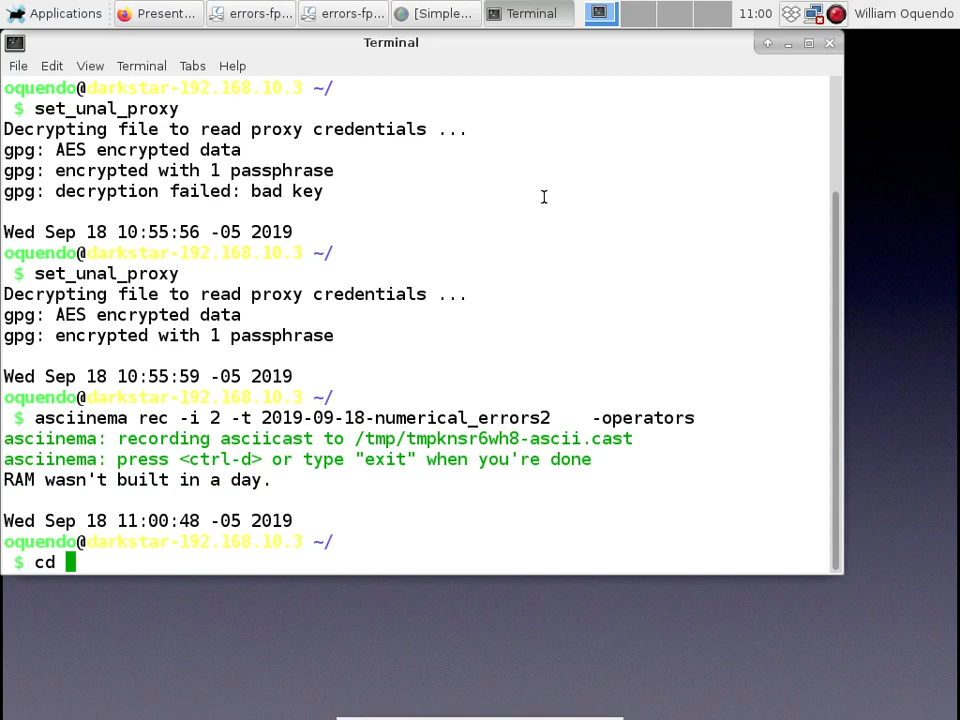 Applications
Present...
errors-fp...
errors-fp...
[Simple...
Terminal
11:00
William Oquendo
Terminal
File Edit View Terminal Tabs Help
oquendo@darkstar-192.168.10.3 ~/
$ set_unal_proxy
Decrypting file to read proxy credentials ...
gpg: AES encrypted data
gpg: encrypted with 1 passphrase
gpg: decryption failed: bad key
Wed Sep 18 10:55:56 -05 2019
oquendo@darkstar-192.168.10.3 ~/
$ set_unal_proxy
Decrypting file to read proxy credentials ...
gpg: AES encrypted data
gpg: encrypted with 1 passphrase
Wed Sep 18 10:55:59 -05 2019
oquendo@darkstar-192.168.10.3 ~/
$ asciinema rec -i 2 -t 2019-09-18-numerical_errors2    -operators
asciinema: recording asciicast to /tmp/tmpknsr6wh8-ascii.cast
asciinema: press <ctrl-d> or type "exit" when you're done
RAM wasn't built in a day.
Wed Sep 18 11:00:48 -05 2019
oquendo@darkstar-192.168.10.3 ~/
$ cd